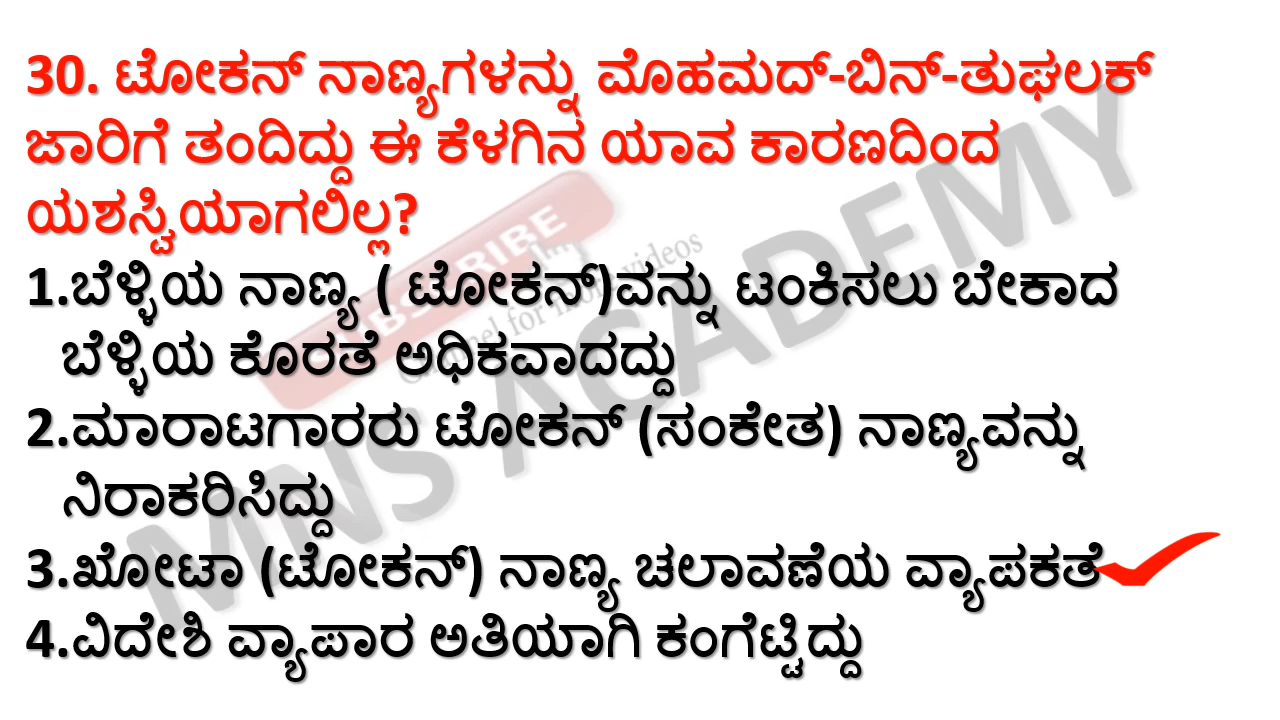 30. ಟೋಕನ್ ನಾಣ್ಯಗಳನ್ನು ಮೊಹಮದ್-ಬಿನ್-ತುಘಲಕ್
ಜಾರಿಗೆ ತಂದಿದ್ದು ಈ ಕೆಳಗಿನ ಯಾವ ಕಾರಣದಿಂದ
ಯಶಸ್ವಿಯಾಗಲಿಲ್ಲ?
1.ಬೆಳ್ಳಿಯ ನಾಣ್ಯ ( ಟೋಕನ್)ವನ್ನು ಟಂಕಿಸಲು ಬೇಕಾದ
ಬೆಳ್ಳಿಯ ಕೊರತೆ ಅಧಿಕವಾದದ್ದು
2.ಮಾರಾಟಗಾರರು ಟೋಕನ್ (ಸಂಕೇತ) ನಾಣ್ಯವನ್ನು
ನಿರಾಕರಿಸಿದ್ದು
3.ಖೋಟಾ (ಟೋಕನ್) ನಾಣ್ಯ ಚಲಾವಣೆಯ ವ್ಯಾಪಕತೆ
4.ವಿದೇಶಿ ವ್ಯಾಪಾರ ಅತಿಯಾಗಿ ಕಂಗೆಟ್ಟಿದ್ದು
MNS ACADEMY